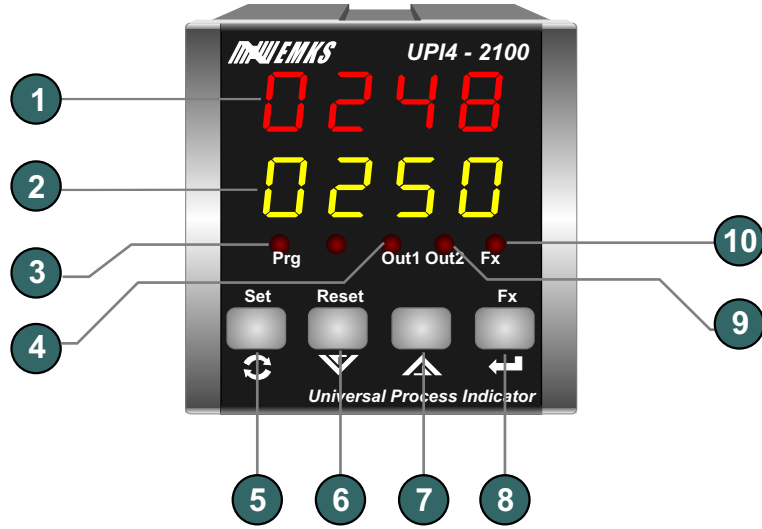 EMKS UPI4 - 2100
1 0248
2 0250
3 Prg Out1 Out2 Fx 10
4 9
Set Reset Fx
Universal Process Indicator
5 6 7 8